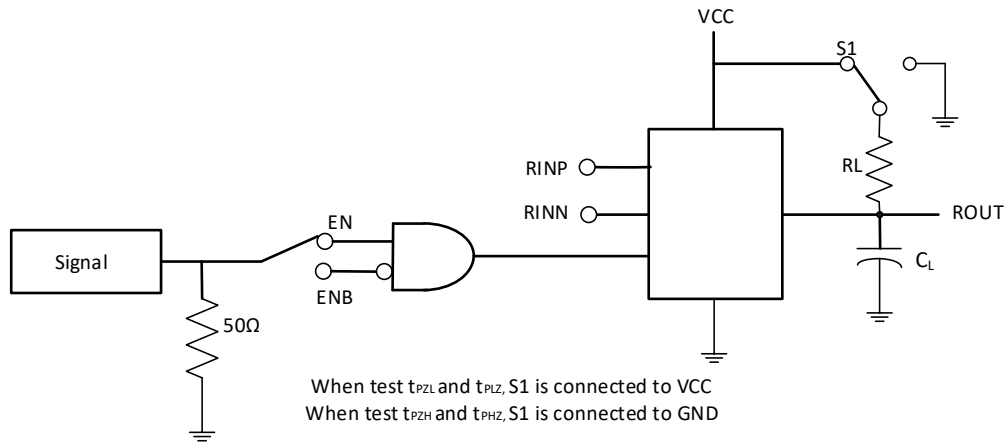 VCC
S1
RINP
RL
RINN
ROUT
EN
Signal
ENB
C_L
50Ω
When test tPZL and tPLZ, S1 is connected to VCC
When test tPZH and tPHZ, S1 is connected to GND